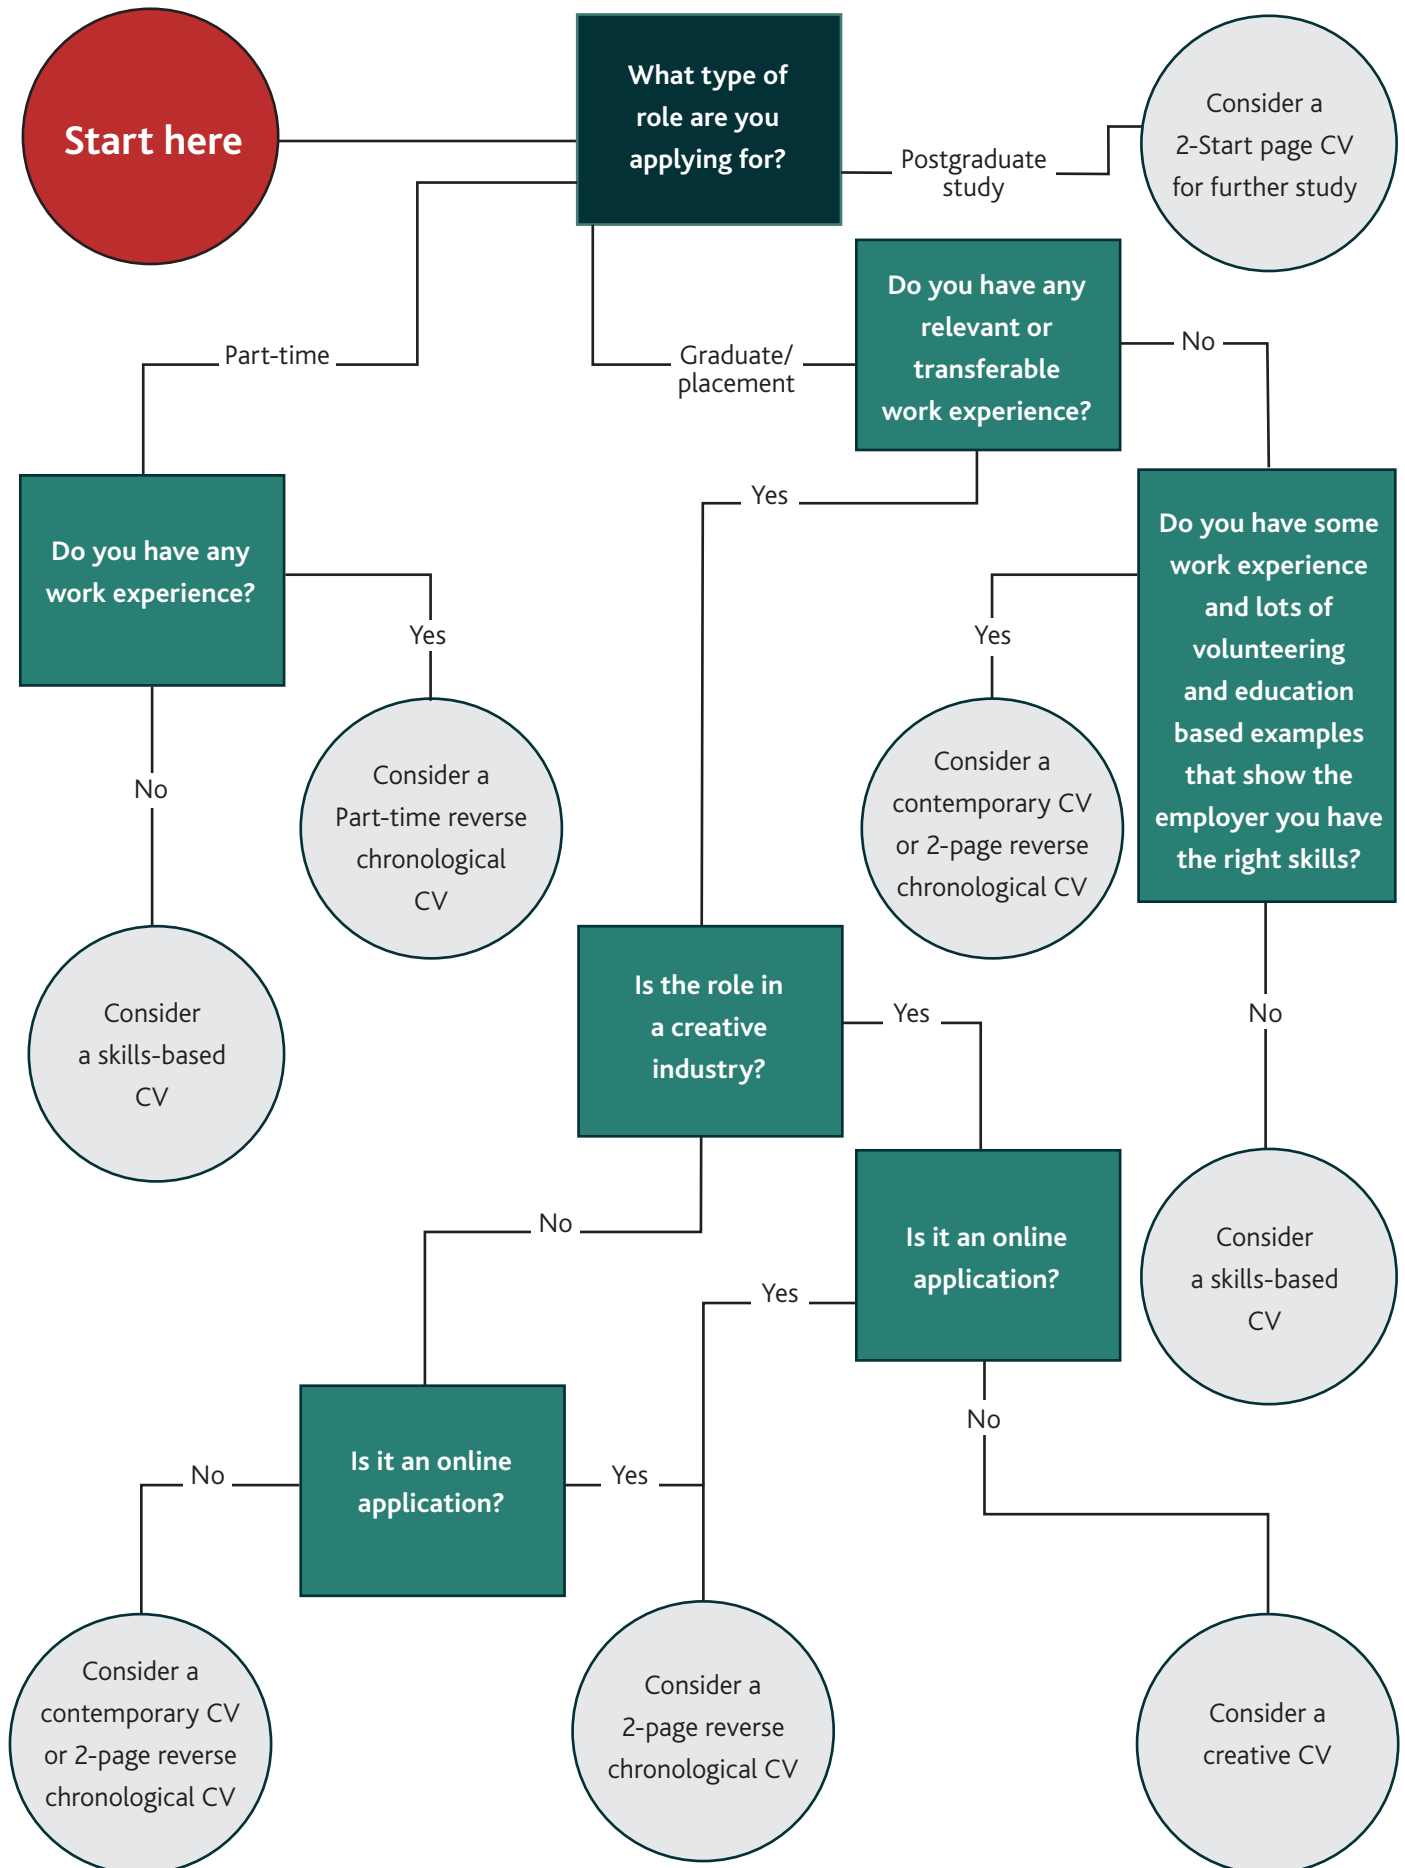 Start here
What type of
role are you
applying for?
Consider a
2-Start page CV
for further study
Postgraduate
study
Do you have any
relevant or
transferable
work experience?
No
Part-time
Graduate/
placement
Yes
Do you have any
work experience?
Yes
No
Consider a
Part-time reverse
chronological
CV
Consider
a skills-based
CV
Do you have some
work experience
and lots of
volunteering
and education
based examples
that show the
employer you have
the right skills?
Yes
Consider a
contemporary CV
or 2-page reverse
chronological CV
No
Consider
a skills-based
CV
Is the role in
a creative
industry?
Yes
No
Is it an online
application?
Yes
No
Is it an online
application?
No
Yes
Consider a
contemporary CV
or 2-page reverse
chronological CV
Consider a
2-page reverse
chronological CV
Consider a
creative CV